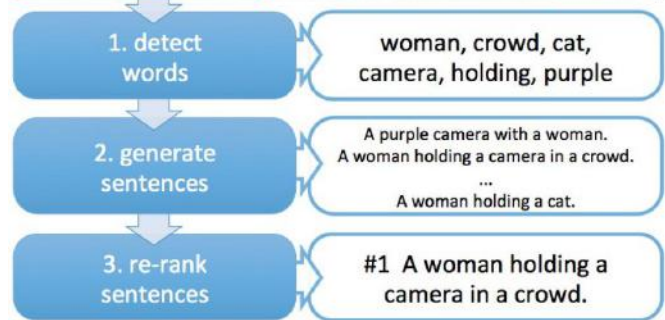 1. detect
words
woman, crowd, cat,
camera, holding, purple
2. generate
sentences
A purple camera with a woman.
A woman holding a camera in a crowd.
...
A woman holding a cat.
3. re-rank
sentences
#1 A woman holding a
camera in a crowd.